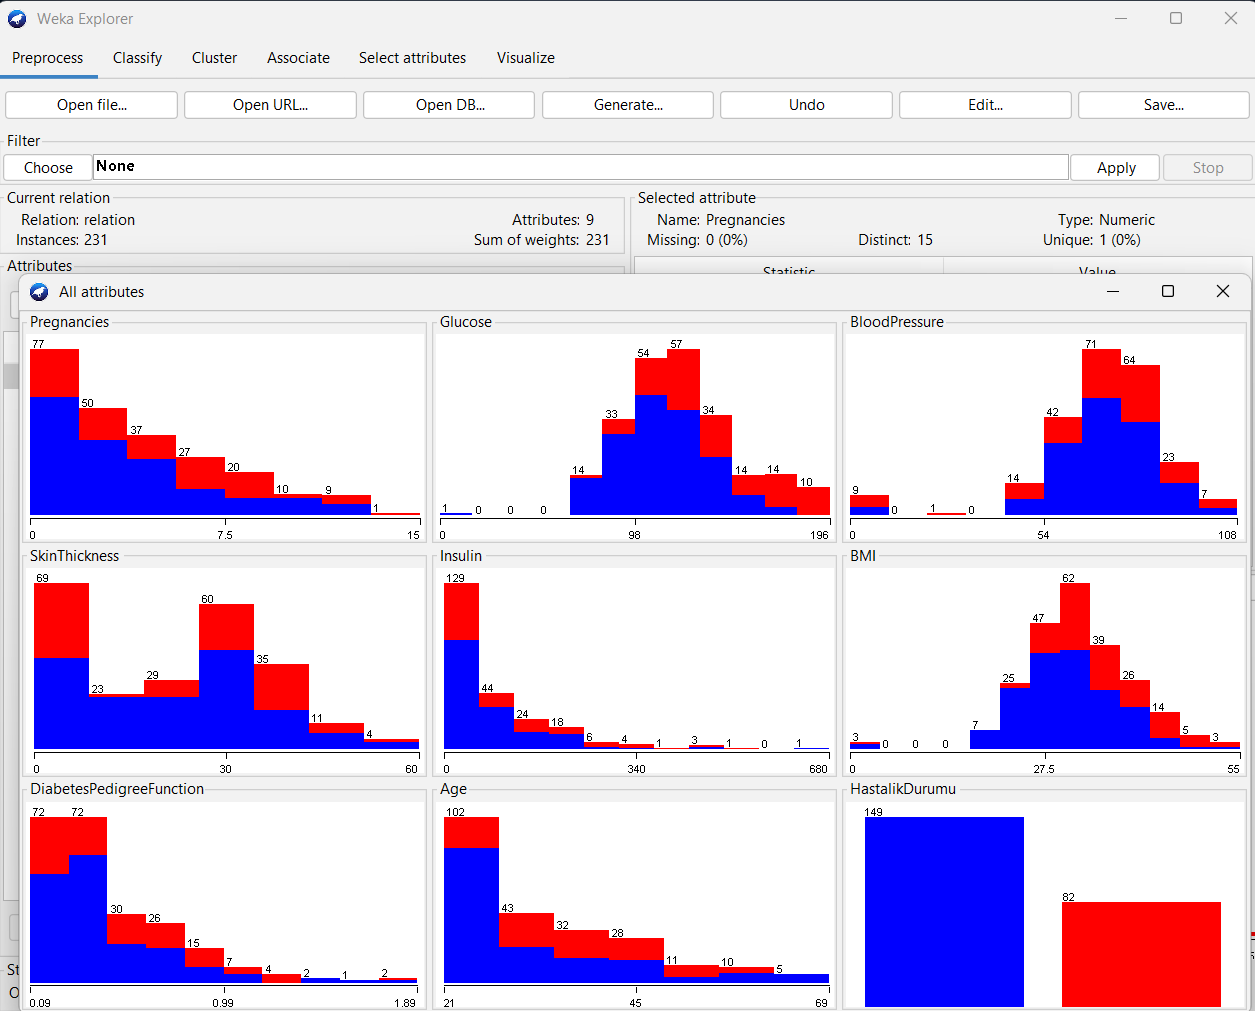 Weka Explorer
Preprocess Classify Cluster Associate Select attributes Visualize
Open file... Open URL... Open DB... Generate... Undo Edit... Save...
Filter
Choose None Apply Stop
Current relation
Relation: relation Attributes: 9
Instances: 231 Sum of weights: 231
Selected attribute
Name: Pregnancies Type: Numeric
Missing: 0 (0%) Distinct: 15 Unique: 1 (0%)
Attributes
Statistic Value
All attributes
Pregnancies
77 50 37 27 20 10 9 1
0 7.5 15
Glucose
1 0 0 0 14 33 54 57 34 14 14 10
0 98 196
BloodPressure
9 0 1 0 14 42 71 64 23 7
0 54 108
SkinThickness
69 23 29 60 35 11 4
0 30 60
Insulin
129 44 24 18 6 4 1 3 1 0 1
0 340 680
BMI
3 0 0 0 7 25 47 62 39 26 14 5 3
0 27.5 55
DiabetesPedigreeFunction
72 72 30 26 15 7 4 2 1 2
0.09 0.99 1.89
Age
102 43 32 28 11 10 5
21 45 69
HastalikDurumu
149 82